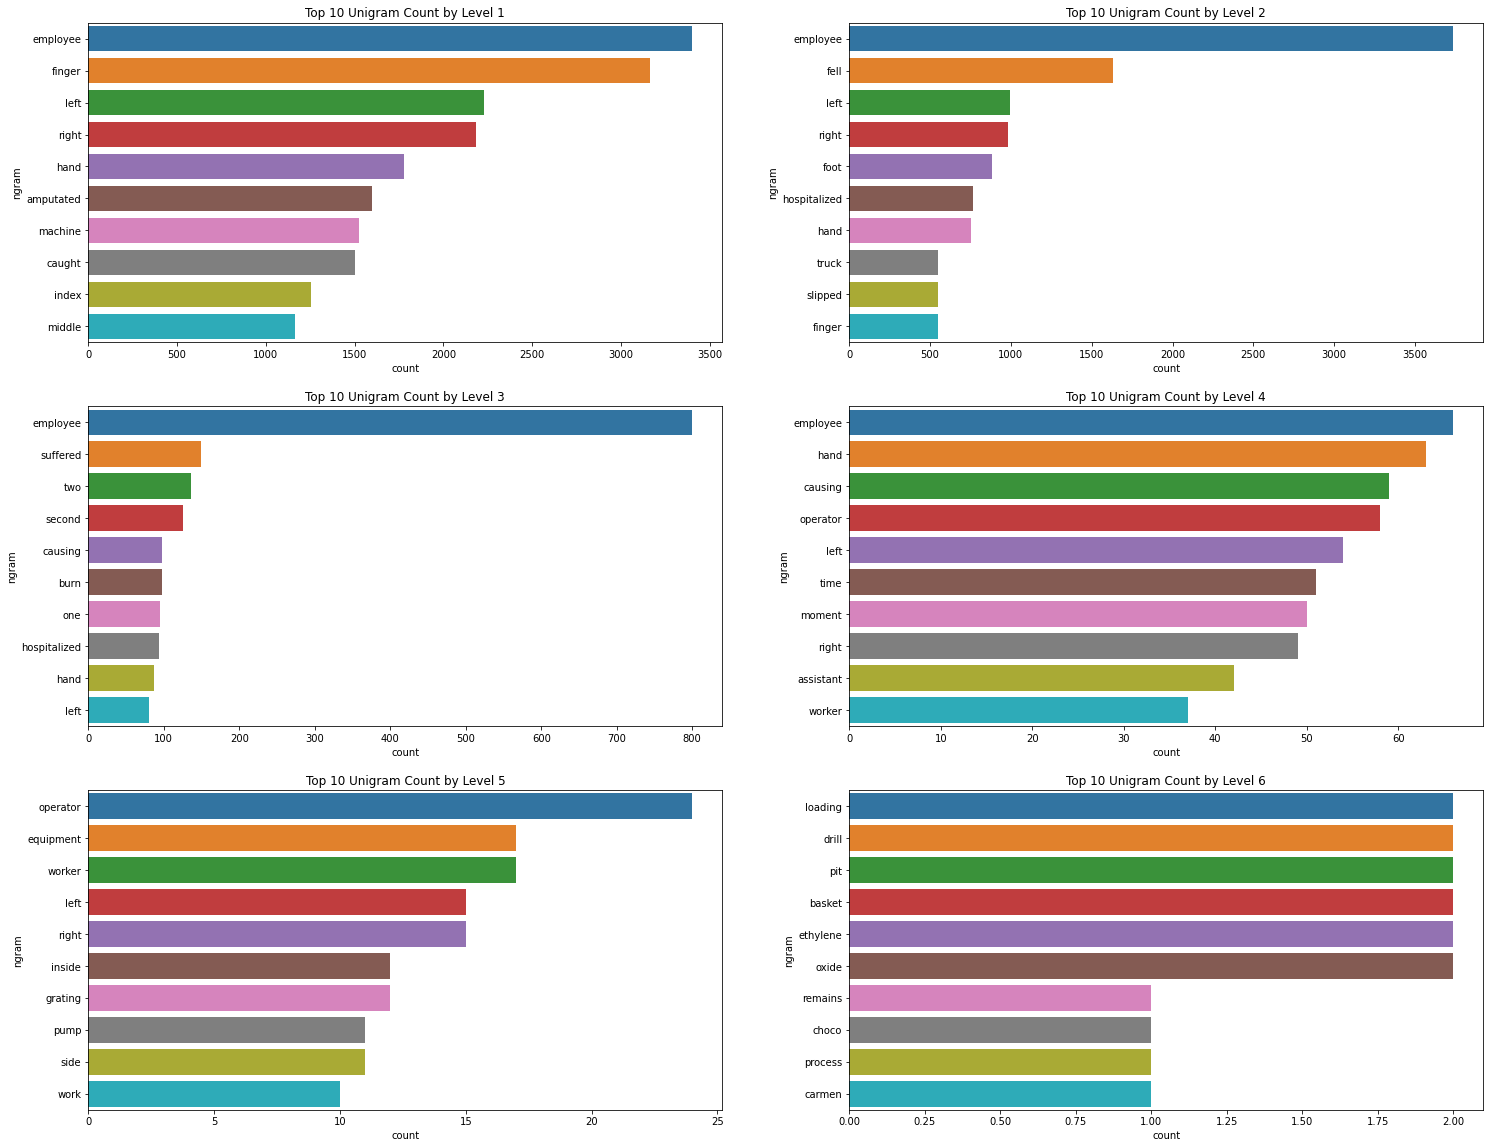 Top 10 Unigram Count by Level 1
employee
finger
left
right
hand
amputated
machine
caught
index
middle
ngram
0 500 1000 1500 2000 2500 3000 3500
count
Top 10 Unigram Count by Level 2
employee
fell
left
right
foot
hospitalized
hand
truck
slipped
finger
ngram
0 500 1000 1500 2000 2500 3000 3500
count
Top 10 Unigram Count by Level 3
employee
suffered
two
second
causing
burn
one
hospitalized
hand
left
ngram
0 100 200 300 400 500 600 700 800
count
Top 10 Unigram Count by Level 4
employee
hand
causing
operator
left
time
moment
right
assistant
worker
ngram
0 10 20 30 40 50 60
count
Top 10 Unigram Count by Level 5
operator
equipment
worker
left
right
inside
grating
pump
side
work
ngram
0 5 10 15 20 25
count
Top 10 Unigram Count by Level 6
loading
drill
pit
basket
ethylene
oxide
remains
choco
process
carmen
ngram
0.00 0.25 0.50 0.75 1.00 1.25 1.50 1.75 2.00
count